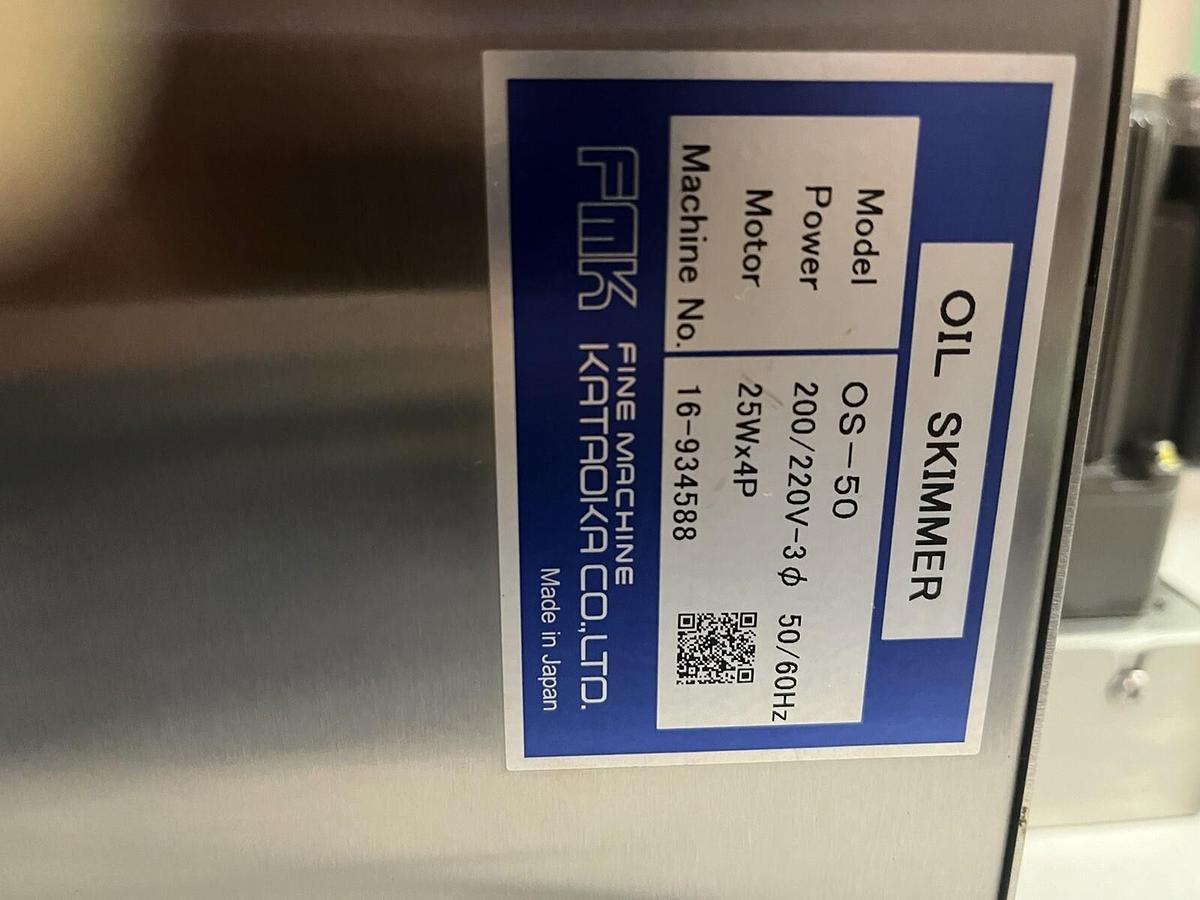 OIL SKIMMER
Model OS-50
Power 200/220V-3φ 50/60Hz
Motor 25Wx4P
Machine No. 16-934588
FMK FINE MACHINE
KATAOKA CO.,LTD.
Made in Japan